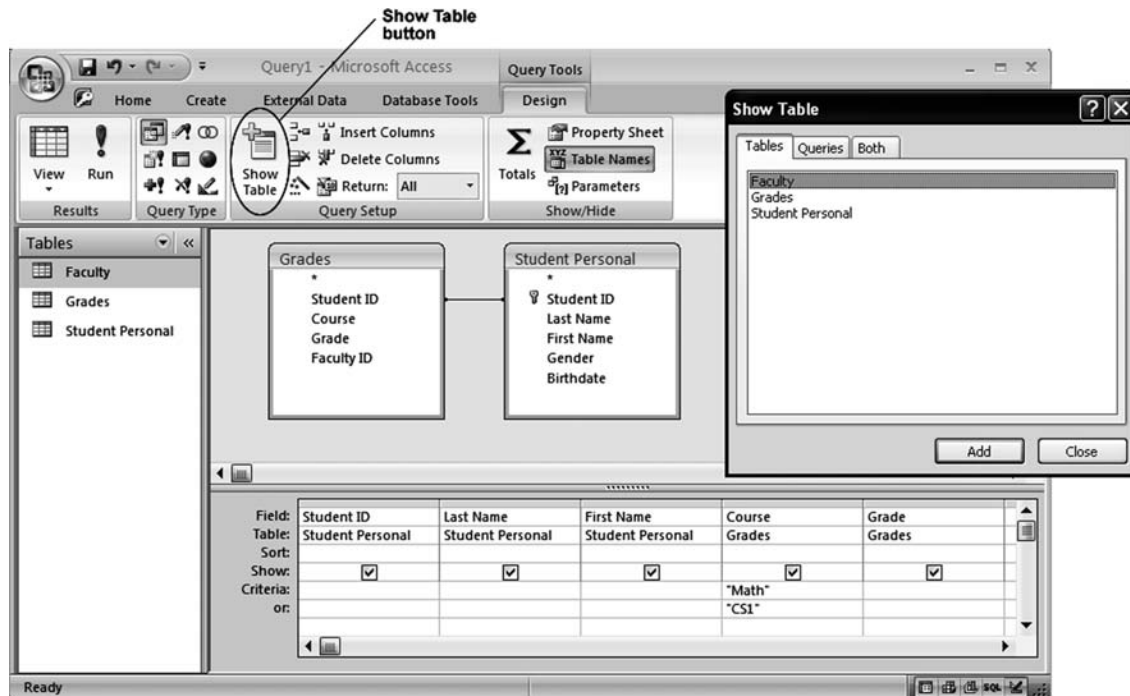 Show Table
button
Query1 - Microsoft Access
Query Tools
Home Create External Data Database Tools Design
View
Run
Results
Query Type
Show
Table
Insert Columns
Delete Columns
Return: All
Query Setup
Totals
Property Sheet
XYZ
Table Names
Parameters
Show/Hide
Tables
Faculty
Grades
Student Personal
Grades
*
Student ID
Course
Grade
Faculty ID
Student Personal
*
Student ID
Last Name
First Name
Gender
Birthdate
Show Table
Tables Queries Both
Faculty
Grades
Student Personal
Add Close
Field: Student ID Last Name First Name Course Grade
Table: Student Personal Student Personal Student Personal Grades Grades
Sort:
Show:
Criteria: "Math"
or: "CS1"
Ready
SQL